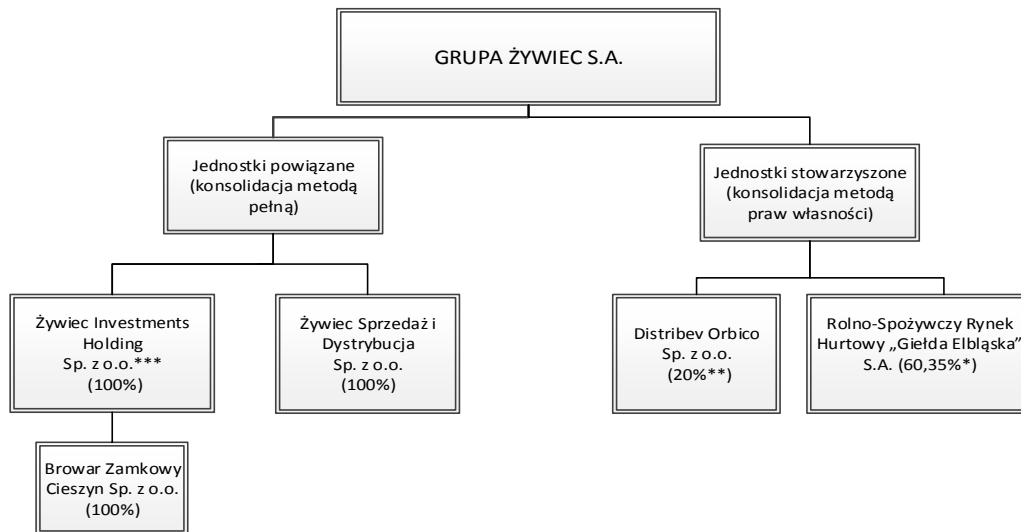 GRUPA ŻYWIEC S.A.
Jednostki powiązane
(konsolidacja metodą
pełną)
Jednostki stowarzyszone
(konsolidacja metodą
praw własności)
Żywiec Investments
Holding
Sp. z o.o.***
(100%)
Żywiec Sprzedaż i
Dystrybucja
Sp. z o.o.
(100%)
Distribev Orbico
Sp. z o.o.
(20%**)
Rolno-Spożywczy Rynek
Hurtowy „Giełda Elbląska”
S.A. (60,35%*)
Browar Zamkowy
Cieszyn Sp. z o.o.
(100%)